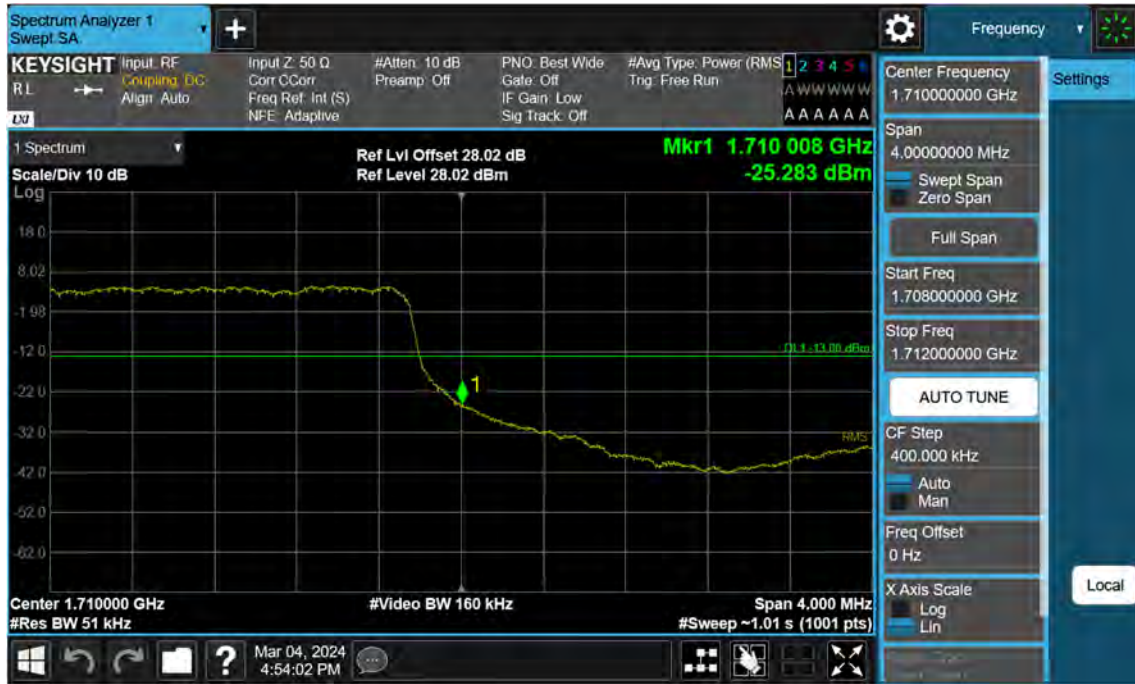 Spectrum Analyzer 1
Swept SA
Frequency
KEYSIGHT
RL
LXI
Input: RF
Coupling: DC
Align: Auto
Input Z: 50 Ω
Corr CCorr
Freq Ref: Int (S)
NFE: Adaptive
#Atten: 10 dB
Preamp: Off
PNO: Best Wide
Gate: Off
IF Gain: Low
Sig Track: Off
#Avg Type: Power (RMS
Trig: Free Run
1 2 3 4 5 6
A W W W W W
A A A A A A
1 Spectrum
Scale/Div 10 dB
Ref Lvl Offset 28.02 dB
Ref Level 28.02 dBm
Mkr1 1.710 008 GHz
-25.283 dBm
Log
18.0
8.02
-1.98
-12.0
-22.0
-32.0
-42.0
-52.0
-62.0
DL1 -13.00 dBm
1
RMS
Center 1.710000 GHz
#Res BW 51 kHz
#Video BW 160 kHz
Span 4.000 MHz
#Sweep ~1.01 s (1001 pts)
Center Frequency
1.710000000 GHz
Span
4.00000000 MHz
Swept Span
Zero Span
Full Span
Start Freq
1.708000000 GHz
Stop Freq
1.712000000 GHz
AUTO TUNE
CF Step
400.000 kHz
Auto
Man
Freq Offset
0 Hz
X Axis Scale
Log
Lin
Settings
Local
?
Mar 04, 2024
4:54:02 PM